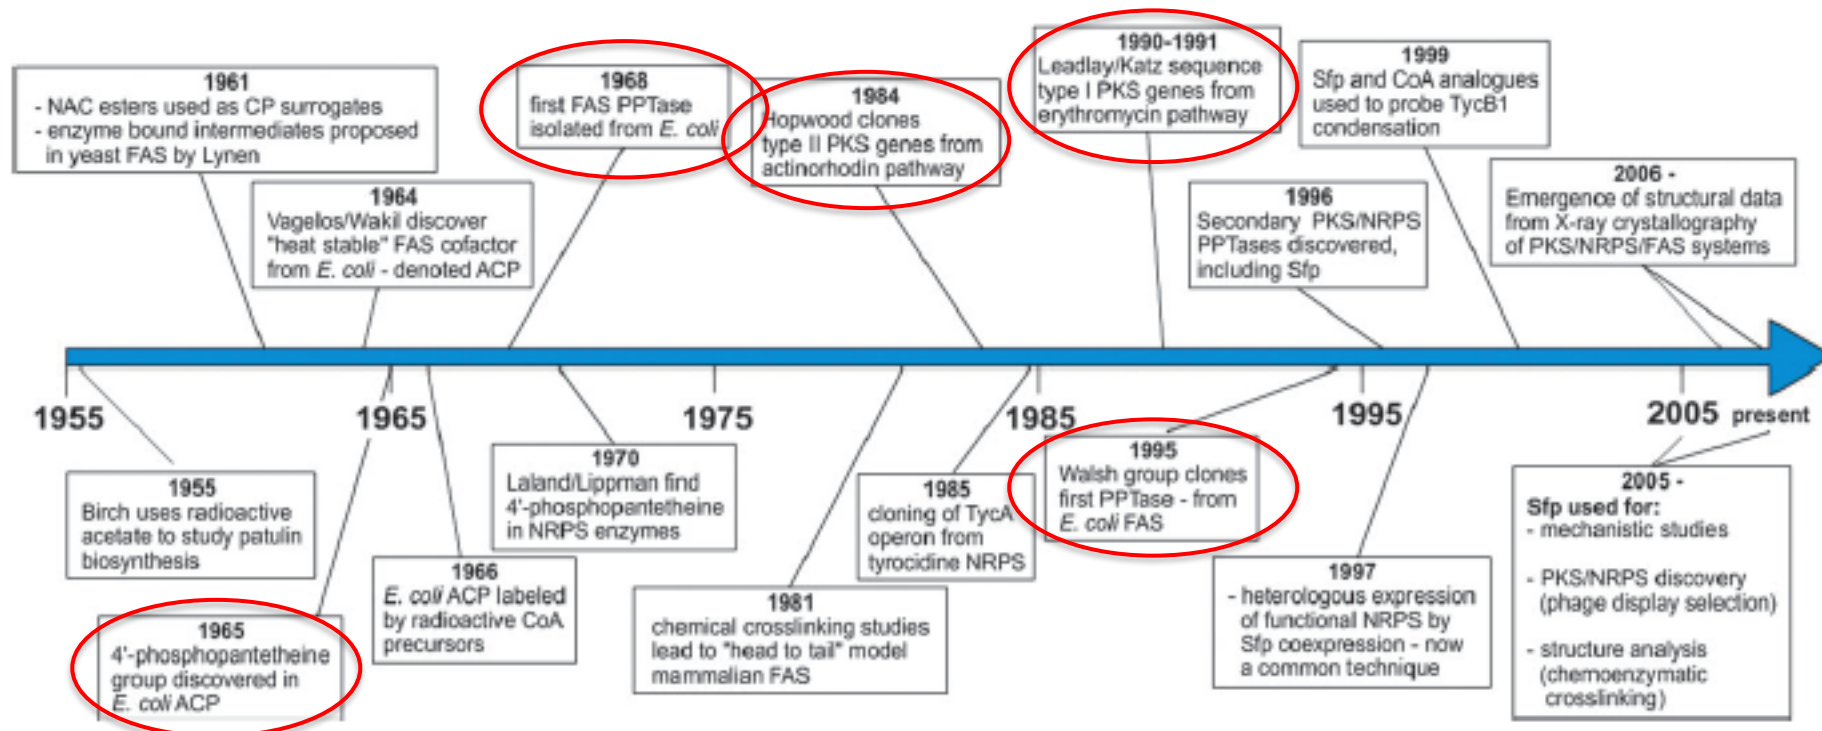 1961
- NAC esters used as CP surrogates
- enzyme bound intermediates proposed
in yeast FAS by Lynen
1964
Vagelos/Wakil discover
"heat stable" FAS cofactor
from E. coli - denoted ACP
1968
first FAS PPTase
isolated from E. coli
1984
Hopwood clones
type II PKS genes from
actinorhodin pathway
1990-1991
Leadlay/Katz sequence
type I PKS genes from
erythromycin pathway
1996
Secondary PKS/NRPS
PPTases discovered,
including Sfp
1999
Sfp and CoA analogues
used to probe TycB1
condensation
2006 -
Emergence of structural data
from X-ray crystallography
of PKS/NRPS/FAS systems
1955
1965
1975
1985
1995
2005
present
1955
Birch uses radioactive
acetate to study patulin
biosynthesis
1965
4'-phosphopantetheine
group discovered in
E. coli ACP
1966
E. coli ACP labeled
by radioactive CoA
precursors
1970
Laland/Lippman find
4'-phosphopantetheine
in NRPS enzymes
1981
chemical crosslinking studies
lead to "head to tail" model
mammalian FAS
1985
cloning of TycA
operon from
tyrocidine NRPS
1995
Walsh group clones
first PPTase - from
E. coli FAS
1997
- heterologous expression
of functional NRPS by
Sfp coexpression - now
a common technique
2005 -
Sfp used for:
- mechanistic studies
- PKS/NRPS discovery
(phage display selection)
- structure analysis
(chemoenzymatic
crosslinking)